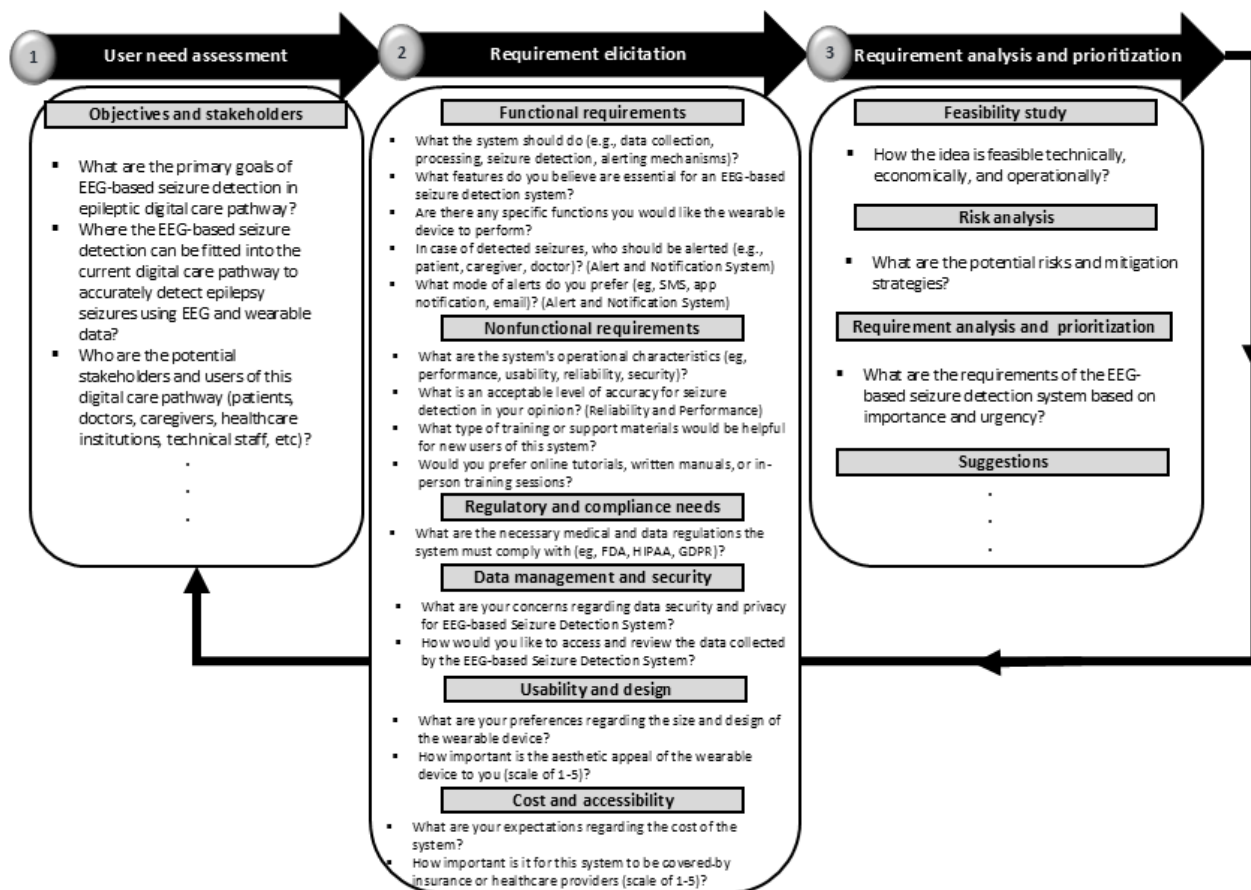 1
User need assessment
Objectives and stakeholders
▪ What are the primary goals of
EEG-based seizure detection in
epileptic digital care pathway?
▪ Where the EEG-based seizure
detection can be fitted into the
current digital care pathway to
accurately detect epilepsy
seizures using EEG and wearable
data?
▪ Who are the potential
stakeholders and users of this
digital care pathway (patients,
doctors, caregivers, healthcare
institutions, technical staff, etc)?
.
.
.
2
Requirement elicitation
Functional requirements
▪ What the system should do (e.g., data collection,
processing, seizure detection, alerting mechanisms)?
▪ What features do you believe are essential for an EEG-based
seizure detection system?
▪ Are there any specific functions you would like the wearable
device to perform?
▪ In case of detected seizures, who should be alerted (e.g.,
patient, caregiver, doctor)? (Alert and Notification System)
▪ What mode of alerts do you prefer (eg, SMS, app
notification, email)? (Alert and Notification System)
Nonfunctional requirements
▪ What are the system's operational characteristics (eg,
performance, usability, reliability, security)?
▪ What is an acceptable level of accuracy for seizure
detection in your opinion? (Reliability and Performance)
▪ What type of training or support materials would be helpful
for new users of this system?
▪ Would you prefer online tutorials, written manuals, or in-
person training sessions?
Regulatory and compliance needs
▪ What are the necessary medical and data regulations the
system must comply with (eg, FDA, HIPAA, GDPR)?
Data management and security
▪ What are your concerns regarding data security and privacy
for EEG-based Seizure Detection System?
▪ How would you like to access and review the data collected
by the EEG-based Seizure Detection System?
Usability and design
▪ What are your preferences regarding the size and design of
the wearable device?
▪ How important is the aesthetic appeal of the wearable
device to you (scale of 1-5)?
Cost and accessibility
▪ What are your expectations regarding the cost of the
system?
▪ How important is it for this system to be covered by
insurance or healthcare providers (scale of 1-5)?
3
Requirement analysis and prioritization
Feasibility study
▪ How the idea is feasible technically,
economically, and operationally?
Risk analysis
▪ What are the potential risks and mitigation
strategies?
Requirement analysis and prioritization
▪ What are the requirements of the EEG-
based seizure detection system based on
importance and urgency?
Suggestions
.
.
.